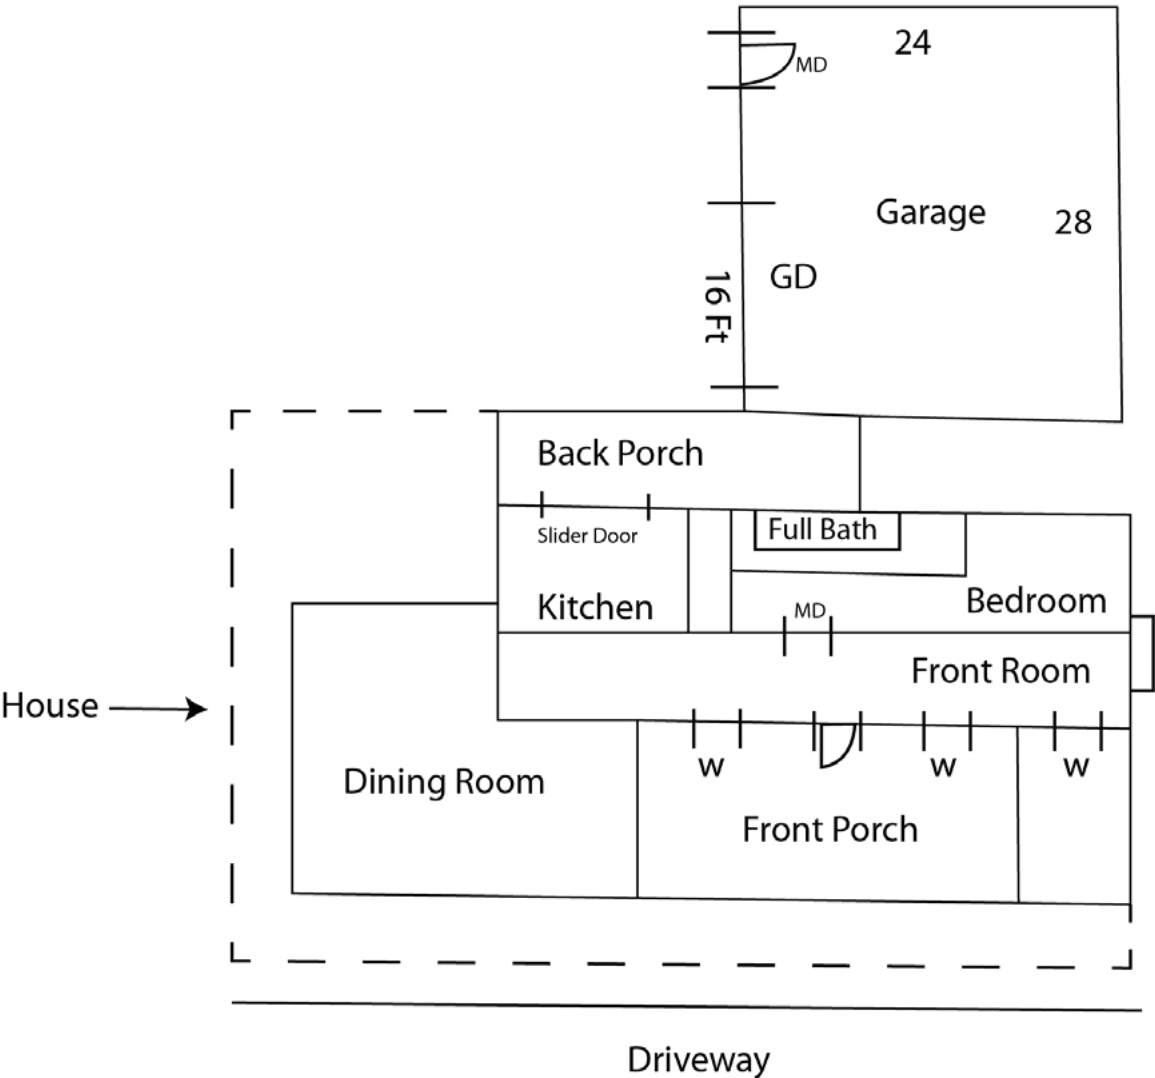 24
MD
Garage
28
GD
16 Ft
Back Porch
Slider Door
Full Bath
Kitchen
MD
Bedroom
Front Room
House
W
W
W
Dining Room
Front Porch
Driveway